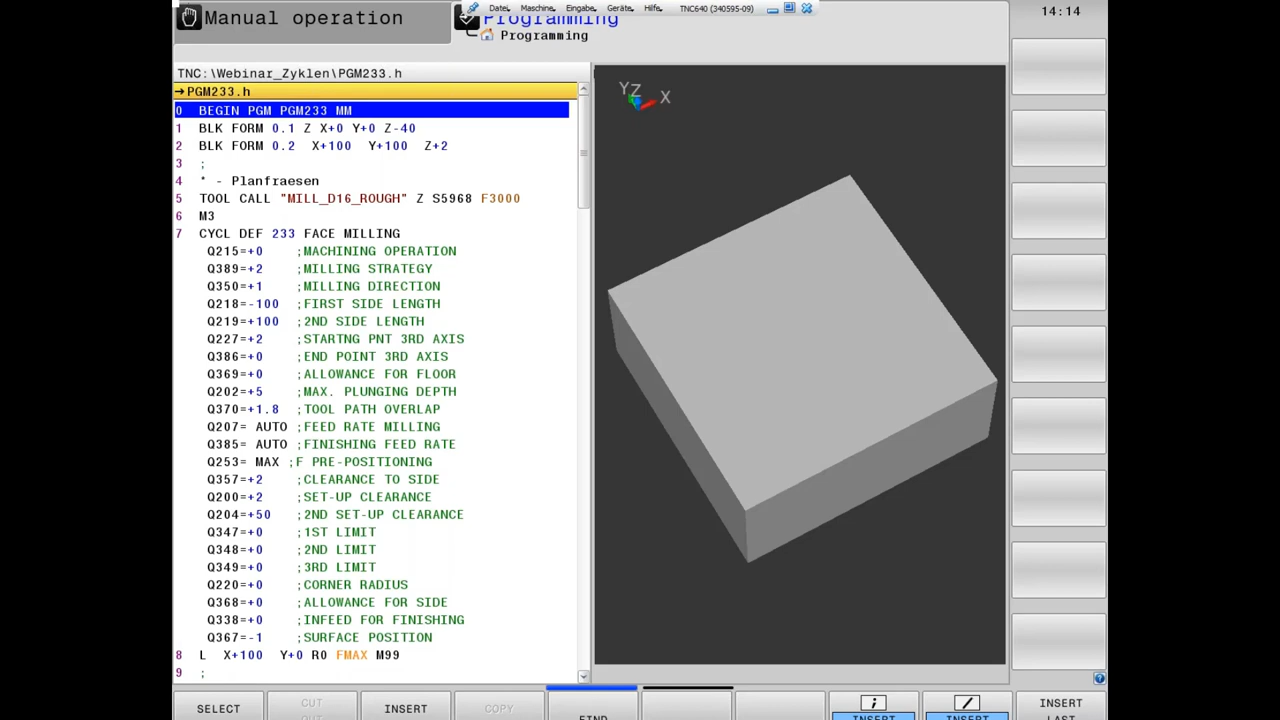 Manual operation
Programming
Programming
Datei Maschine Eingabe Geräte Hilfe TNC640 (340595-09)
14:14
TNC:\Webinar_Zyklen\PGM233.h
→PGM233.h
0 BEGIN PGM PGM233 MM
1 BLK FORM 0.1 Z X+0 Y+0 Z-40
2 BLK FORM 0.2 X+100 Y+100 Z+2
3 ;
4 * - Planfraesen
5 TOOL CALL "MILL_D16_ROUGH" Z S5968 F3000
6 M3
7 CYCL DEF 233 FACE MILLING
Q215=+0 ;MACHINING OPERATION
Q389=+2 ;MILLING STRATEGY
Q350=+1 ;MILLING DIRECTION
Q218=-100 ;FIRST SIDE LENGTH
Q219=+100 ;2ND SIDE LENGTH
Q227=+2 ;STARTNG PNT 3RD AXIS
Q386=+0 ;END POINT 3RD AXIS
Q369=+0 ;ALLOWANCE FOR FLOOR
Q202=+5 ;MAX. PLUNGING DEPTH
Q370=+1.8 ;TOOL PATH OVERLAP
Q207= AUTO ;FEED RATE MILLING
Q385= AUTO ;FINISHING FEED RATE
Q253= MAX ;F PRE-POSITIONING
Q357=+2 ;CLEARANCE TO SIDE
Q200=+2 ;SET-UP CLEARANCE
Q204=+50 ;2ND SET-UP CLEARANCE
Q347=+0 ;1ST LIMIT
Q348=+0 ;2ND LIMIT
Q349=+0 ;3RD LIMIT
Q220=+0 ;CORNER RADIUS
Q368=+0 ;ALLOWANCE FOR SIDE
Q338=+0 ;INFEED FOR FINISHING
Q367=-1 ;SURFACE POSITION
8 L X+100 Y+0 R0 FMAX M99
9 ;
Y Z X
SELECT
CUT
OUT
INSERT
COPY
FIND
INSERT
INSERT
INSERT
LAST